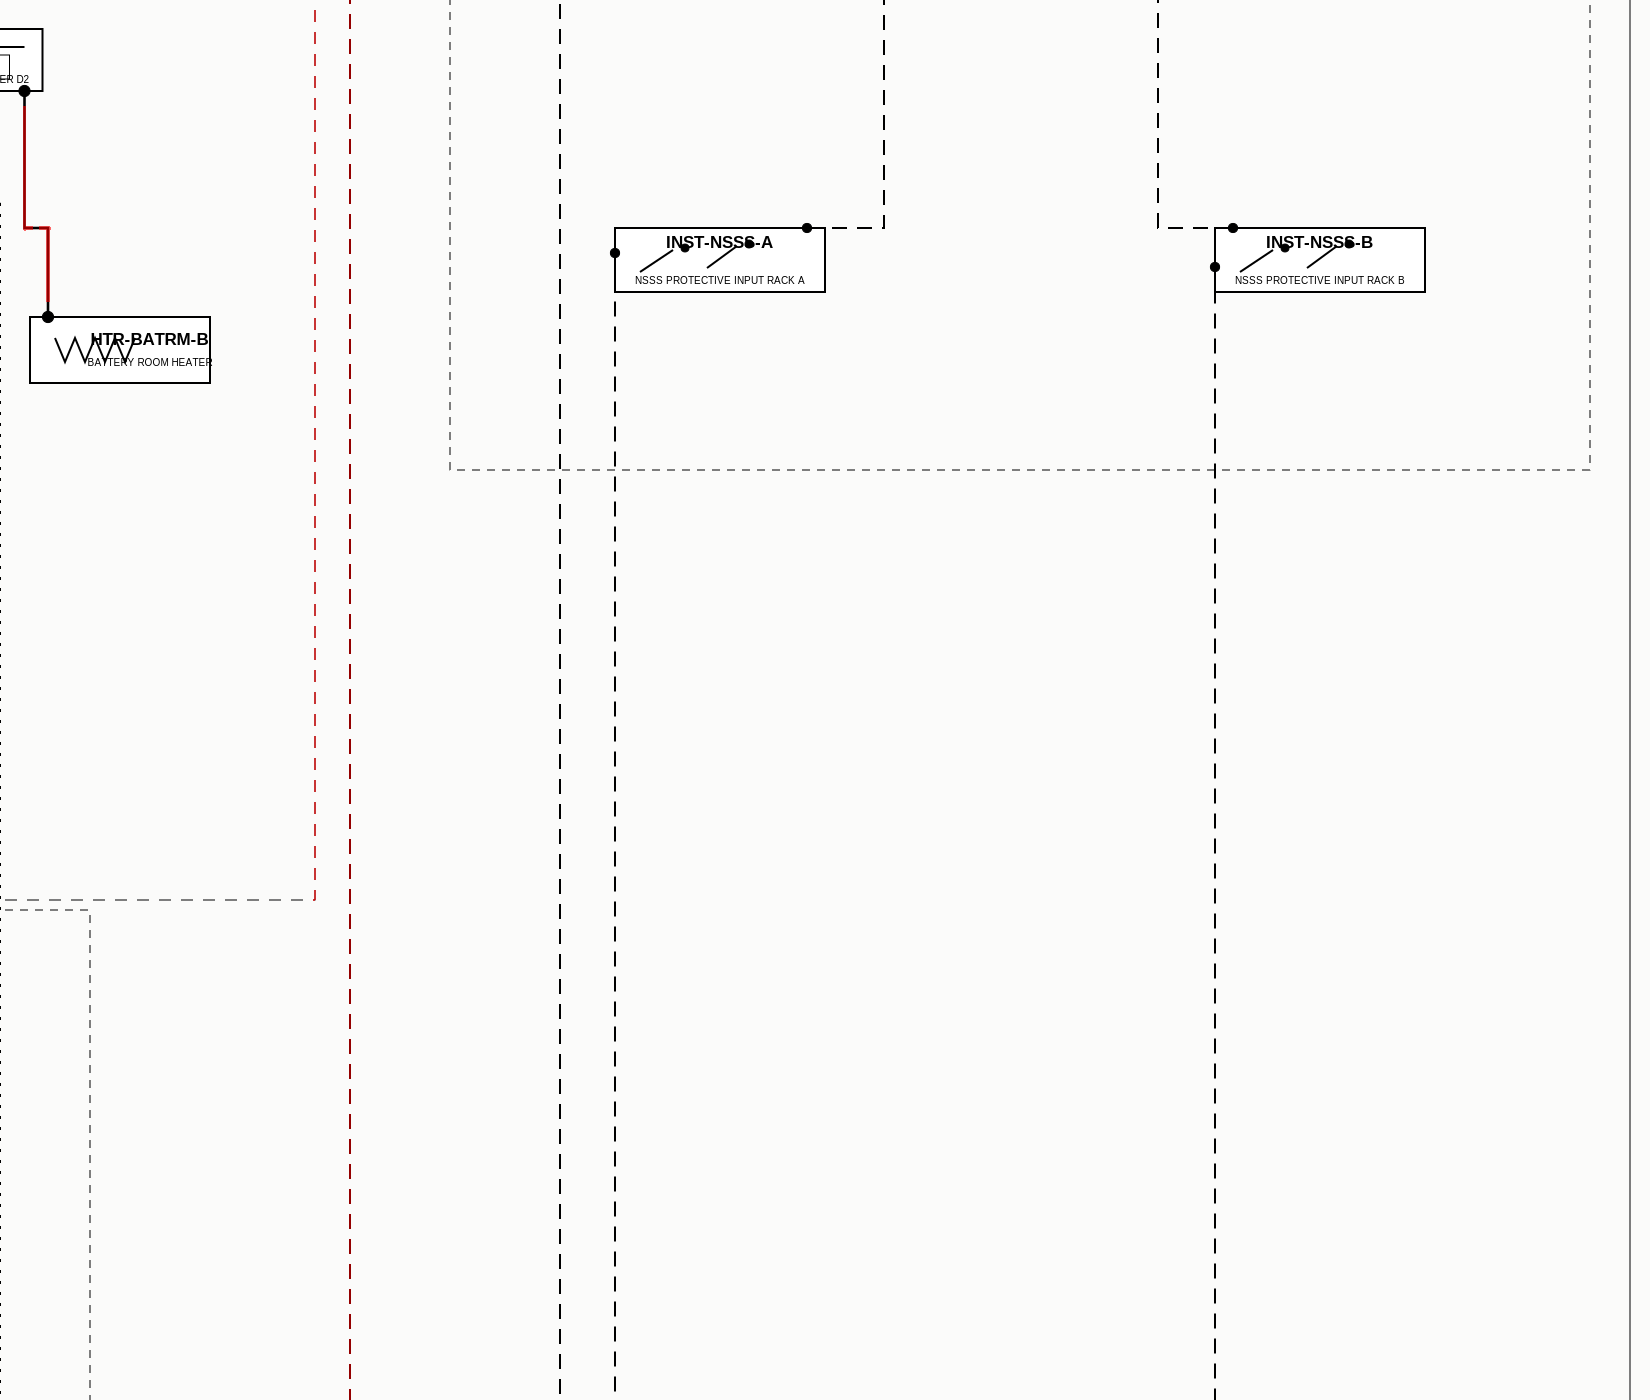 ER D2
INST-NSSS-A
NSSS PROTECTIVE INPUT RACK A
INST-NSSS-B
NSSS PROTECTIVE INPUT RACK B
HTR-BATRM-B
BATTERY ROOM HEATER